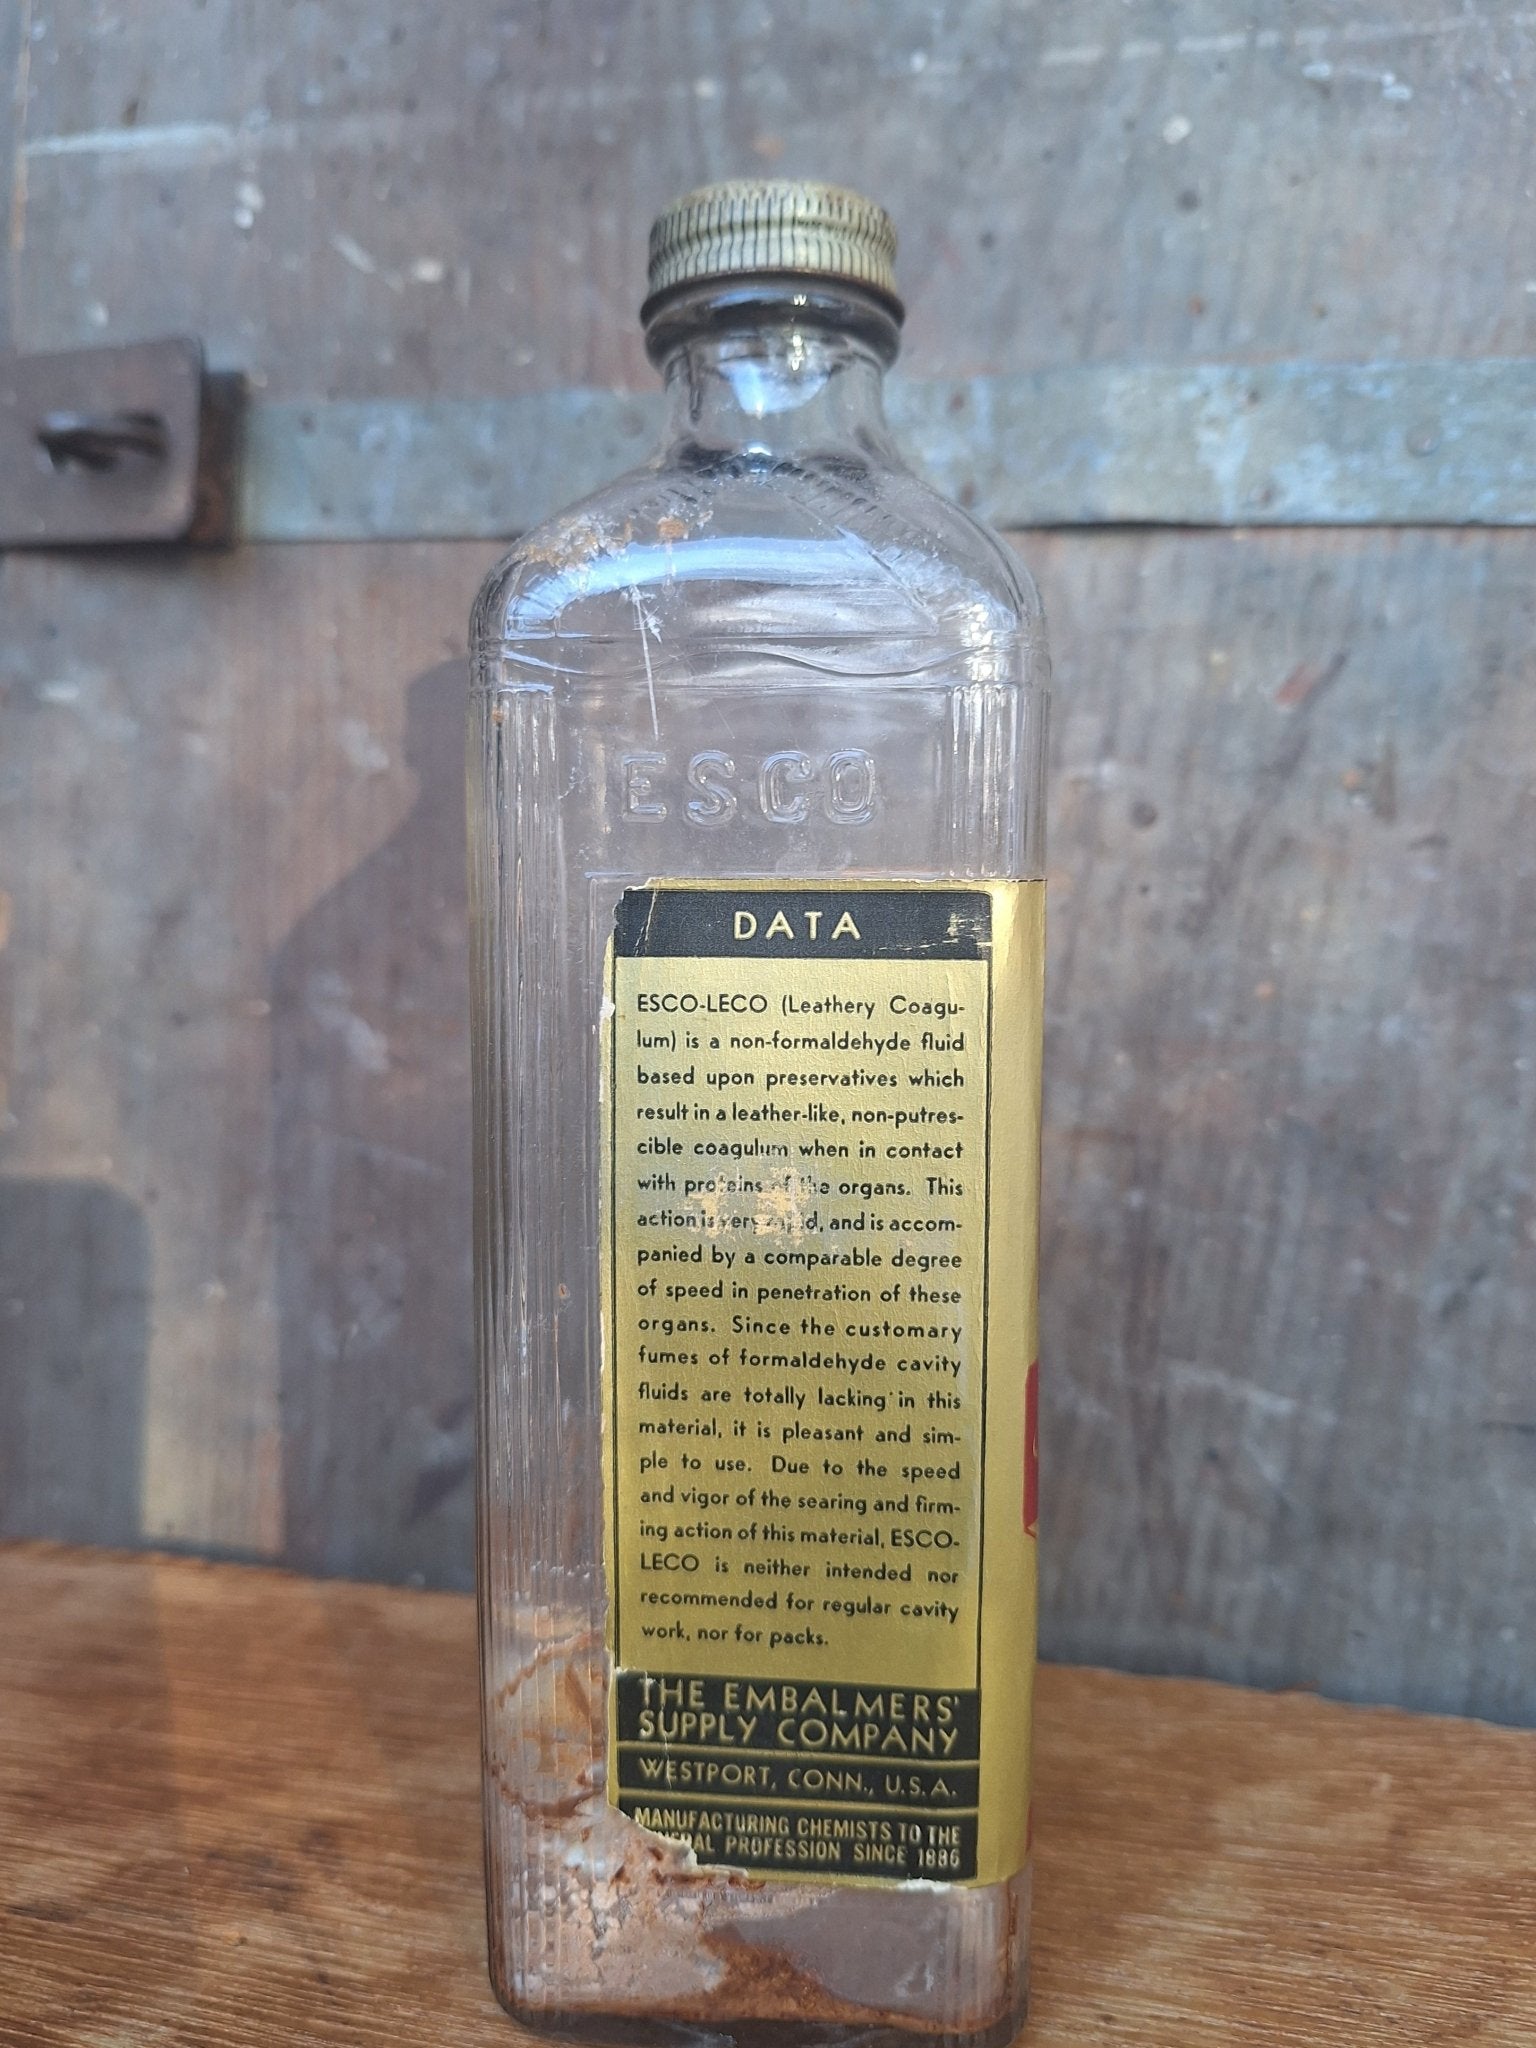 ESCO
DATA
ESCO-LECO (Leathery Coagu-
lum) is a non-formaldehyde fluid
based upon preservatives which
result in a leather-like, non-putres-
cible coagulum when in contact
with proteins of the organs. This
action is very rapid, and is accom-
panied by a comparable degree
of speed in penetration of these
organs. Since the customary
fumes of formaldehyde cavity
fluids are totally lacking in this
material, it is pleasant and sim-
ple to use. Due to the speed
and vigor of the searing and firm-
ing action of this material, ESCO-
LECO is neither intended nor
recommended for regular cavity
work, nor for packs.
THE EMBALMERS'
SUPPLY COMPANY
WESTPORT, CONN., U.S.A.
MANUFACTURING CHEMISTS TO THE
PROFESSION SINCE 1886